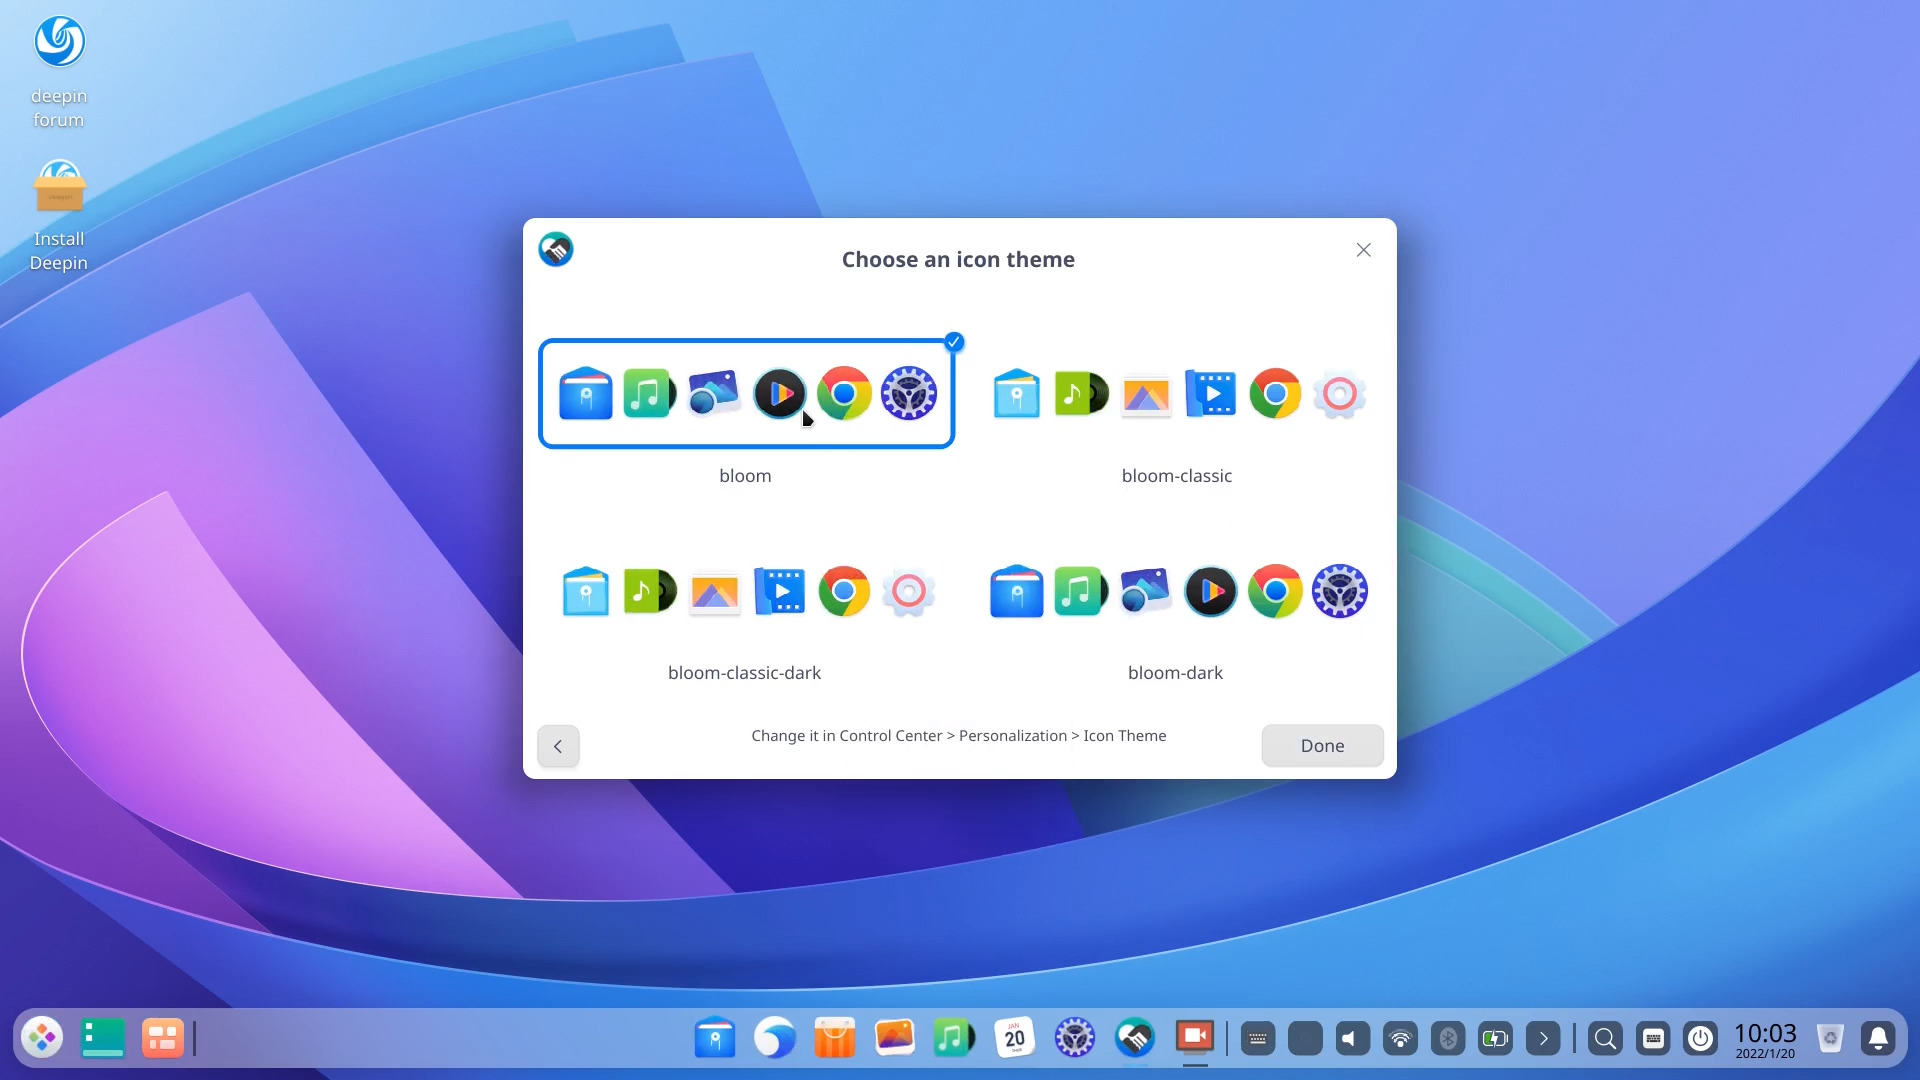 deepin
forum
Install
Deepin
Choose an icon theme
bloom
bloom-classic
bloom-classic-dark
bloom-dark
Change it in Control Center > Personalization > Icon Theme
Done
JAN
20
10:03
2022/1/20